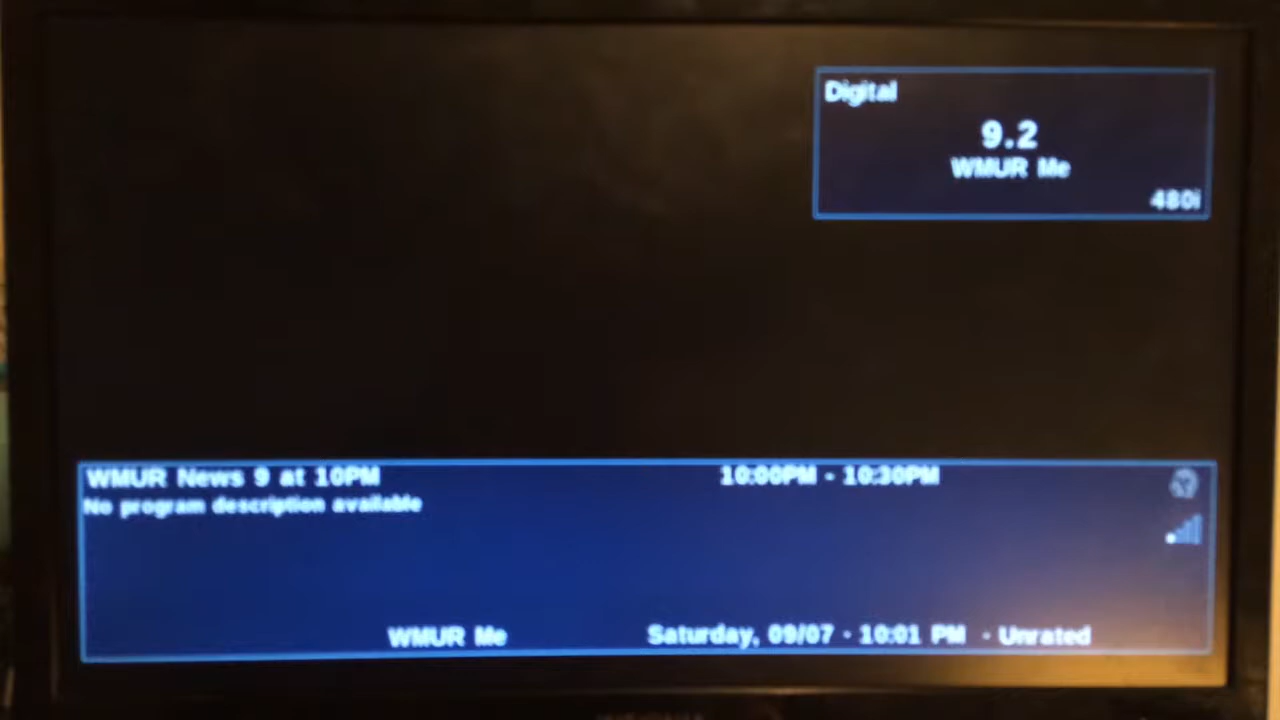 Digital
9.2
WMUR Me
480i
WMUR News 9 at 10PM 10:00PM - 10:30PM
No program description available
WMUR Me Saturday, 09/07 · 10:01 PM · Unrated